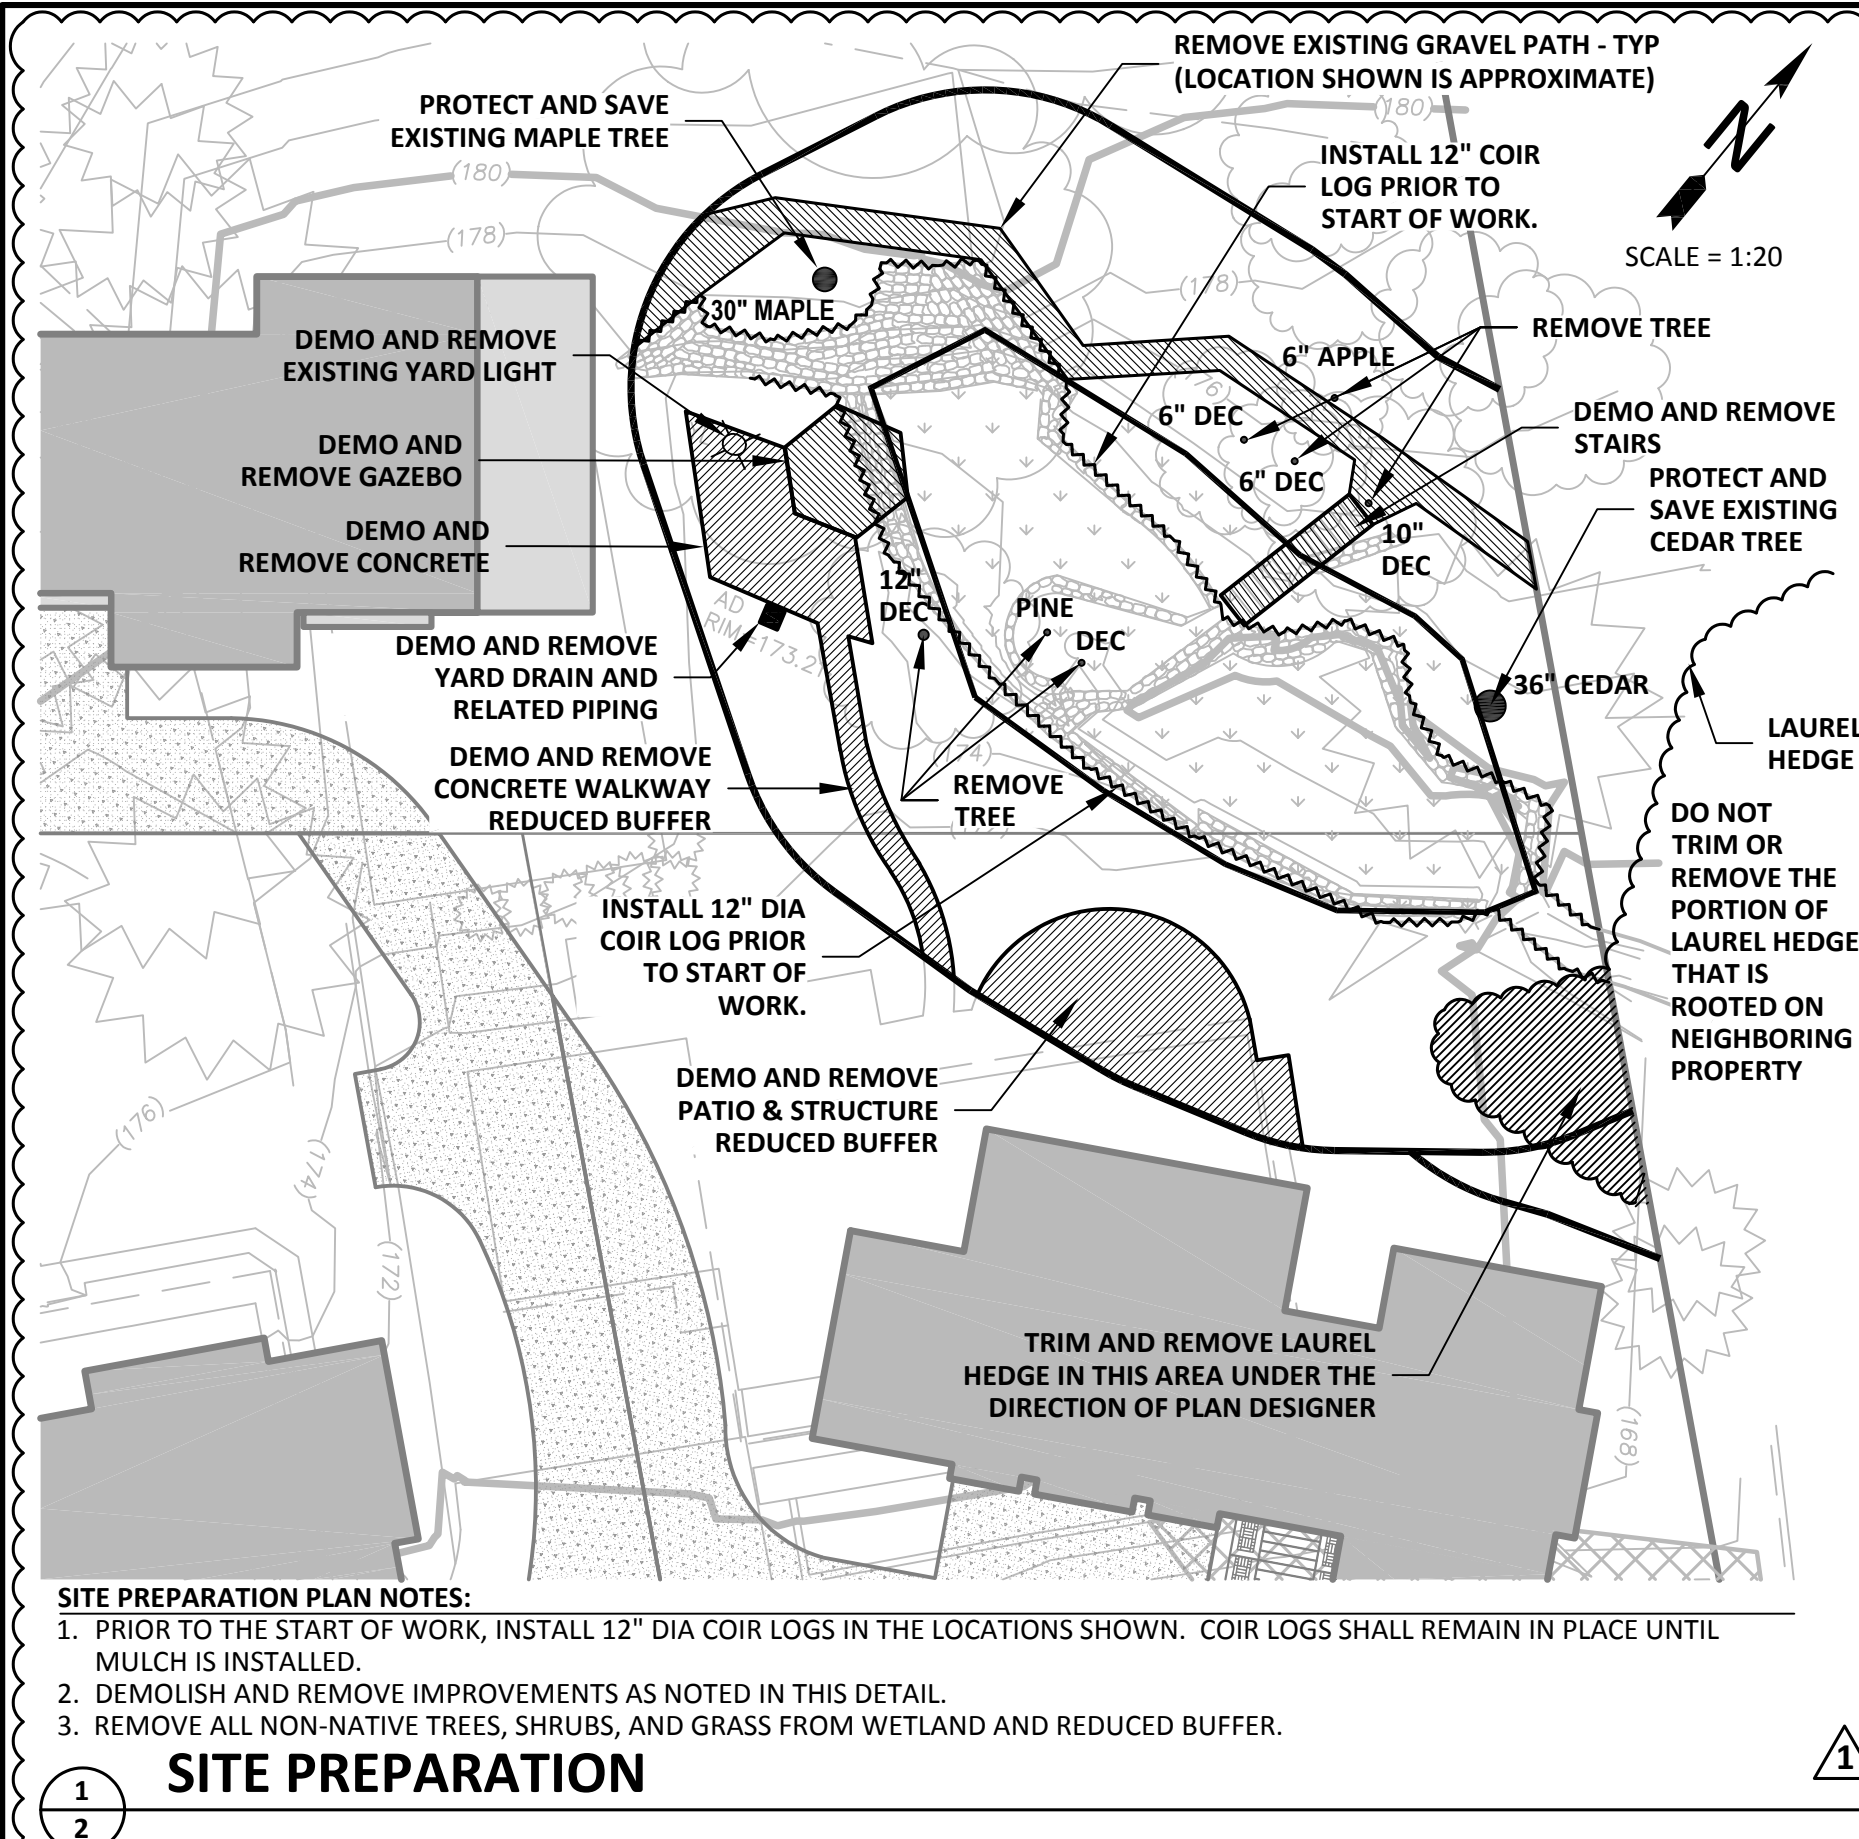 REMOVE EXISTING GRAVEL PATH - TYP
(LOCATION SHOWN IS APPROXIMATE)
PROTECT AND SAVE
EXISTING MAPLE TREE
(180)
(180)
INSTALL 12" COIR
LOG PRIOR TO
START OF WORK.
N
SCALE = 1:20
(178)
(178)
30" MAPLE
DEMO AND REMOVE
EXISTING YARD LIGHT
REMOVE TREE
6" APPLE
(176)
6" DEC
6" DEC
DEMO AND REMOVE
STAIRS
DEMO AND
REMOVE GAZEBO
PROTECT AND
SAVE EXISTING
CEDAR TREE
DEMO AND
REMOVE CONCRETE
10"
DEC
12"
DEC
PINE
DEC
AD
RIM=173.21
DEMO AND REMOVE
YARD DRAIN AND
RELATED PIPING
36" CEDAR
LAUREL
HEDGE
(174)
DEMO AND REMOVE
CONCRETE WALKWAY
REDUCED BUFFER
REMOVE
TREE
DO NOT
TRIM OR
REMOVE THE
PORTION OF
LAUREL HEDGE
THAT IS
ROOTED ON
NEIGHBORING
PROPERTY
INSTALL 12" DIA
COIR LOG PRIOR
TO START OF
WORK.
DEMO AND REMOVE
PATIO & STRUCTURE
REDUCED BUFFER
(176)
(174)
(172)
TRIM AND REMOVE LAUREL
HEDGE IN THIS AREA UNDER THE
DIRECTION OF PLAN DESIGNER
(168)
SITE PREPARATION PLAN NOTES:
1. PRIOR TO THE START OF WORK, INSTALL 12" DIA COIR LOGS IN THE LOCATIONS SHOWN. COIR LOGS SHALL REMAIN IN PLACE UNTIL
MULCH IS INSTALLED.
2. DEMOLISH AND REMOVE IMPROVEMENTS AS NOTED IN THIS DETAIL.
3. REMOVE ALL NON-NATIVE TREES, SHRUBS, AND GRASS FROM WETLAND AND REDUCED BUFFER.
SITE PREPARATION
1
2
1